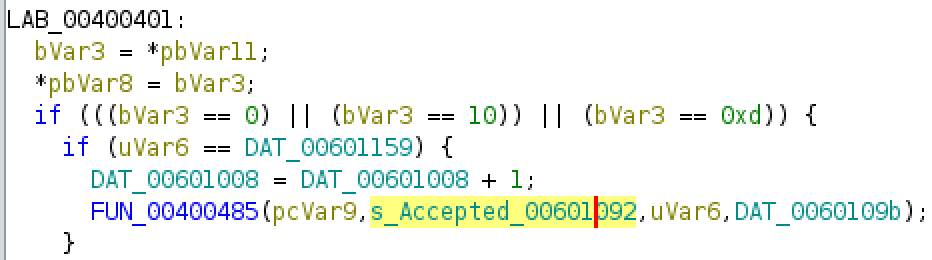 LAB_00400401:
bVar3 = *pbVar11;
*pbVar8 = bVar3;
if (((bVar3 == 0) || (bVar3 == 10)) || (bVar3 == 0xd)) {
if (uVar6 == DAT_00601159) {
DAT_00601008 = DAT_00601008 + 1;
FUN_00400485(pcVar9,s_Accepted_00601092,uVar6,DAT_0060109b);
}